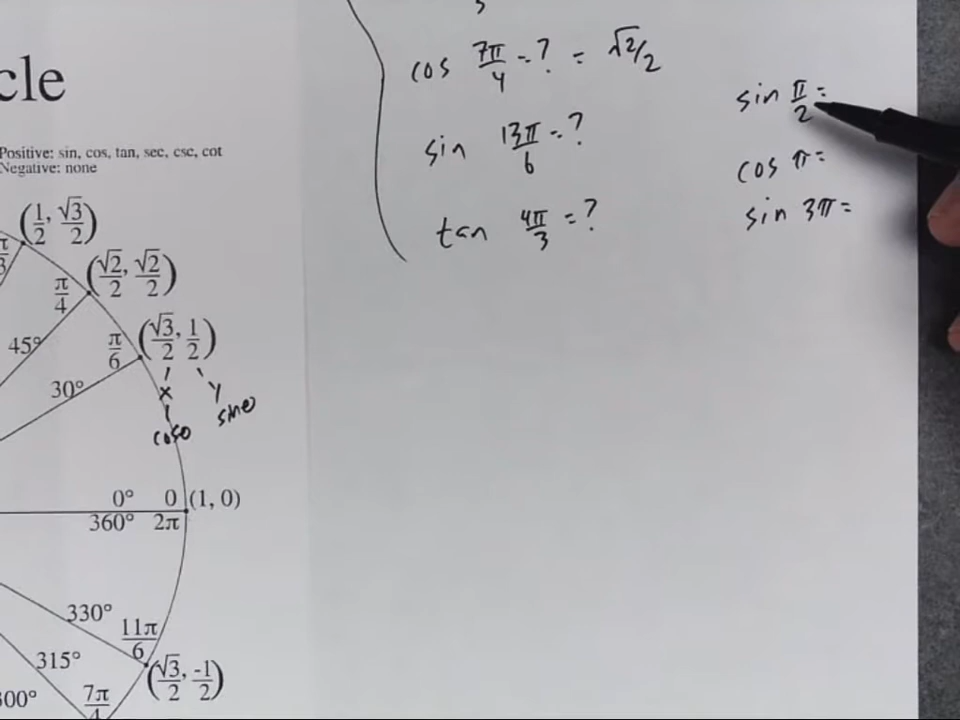 cle
Positive: sin, cos, tan, sec, csc, cot
Negative: none
(1/2, √3/2)
π/3
(√2/2, √2/2)
π/4
45°
(√3/2, 1/2)
π/6
30°
x y
cosθ sinθ
0° 0 (1, 0)
360° 2π
330°
11π/6
(√3/2, -1/2)
315°
7π/4
300°
cos 7π/4 = ? = √2/2
sin 13π/6 = ?
tan 4π/3 = ?
sin π/2 =
cos π =
sin 3π =